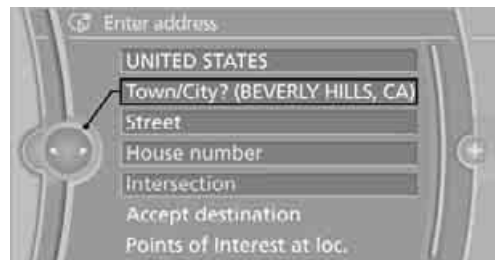 Enter address
UNITED STATES
Town/City? (BEVERLY HILLS, CA)
Street
House number
Intersection
Accept destination
Points of Interest at loc.